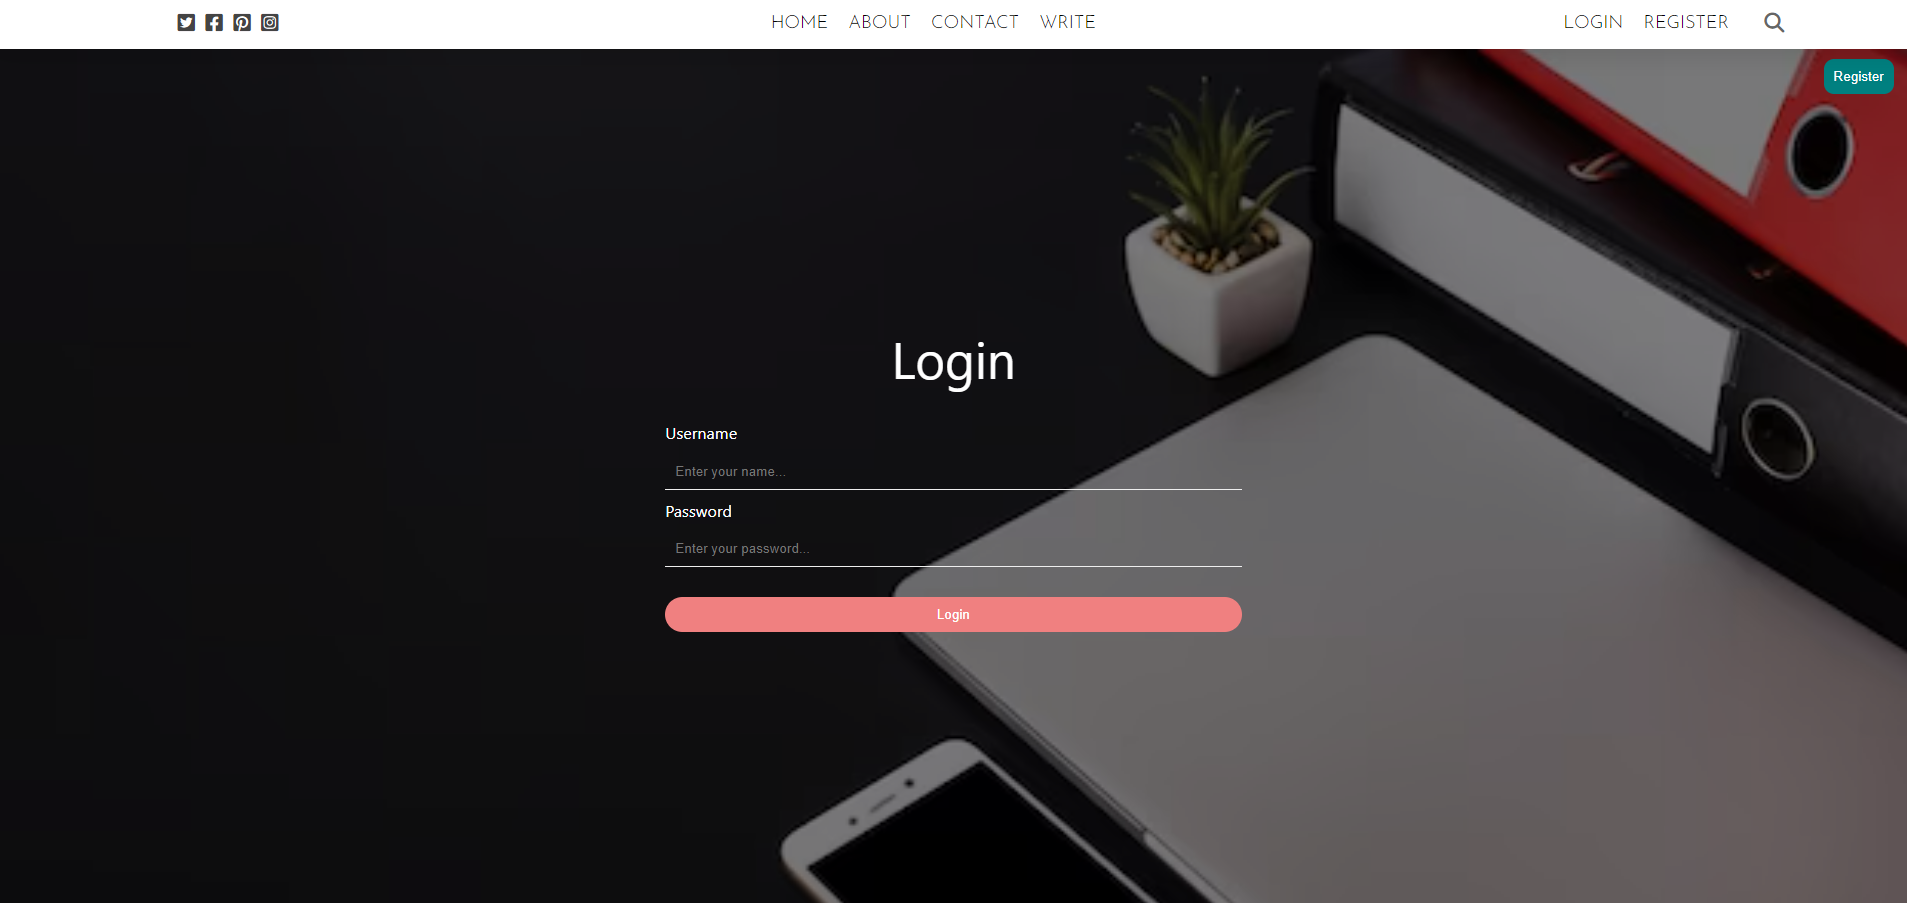 HOME ABOUT CONTACT WRITE LOGIN REGISTER
Register
Login
Username
Enter your name...
Password
Enter your password...
Login